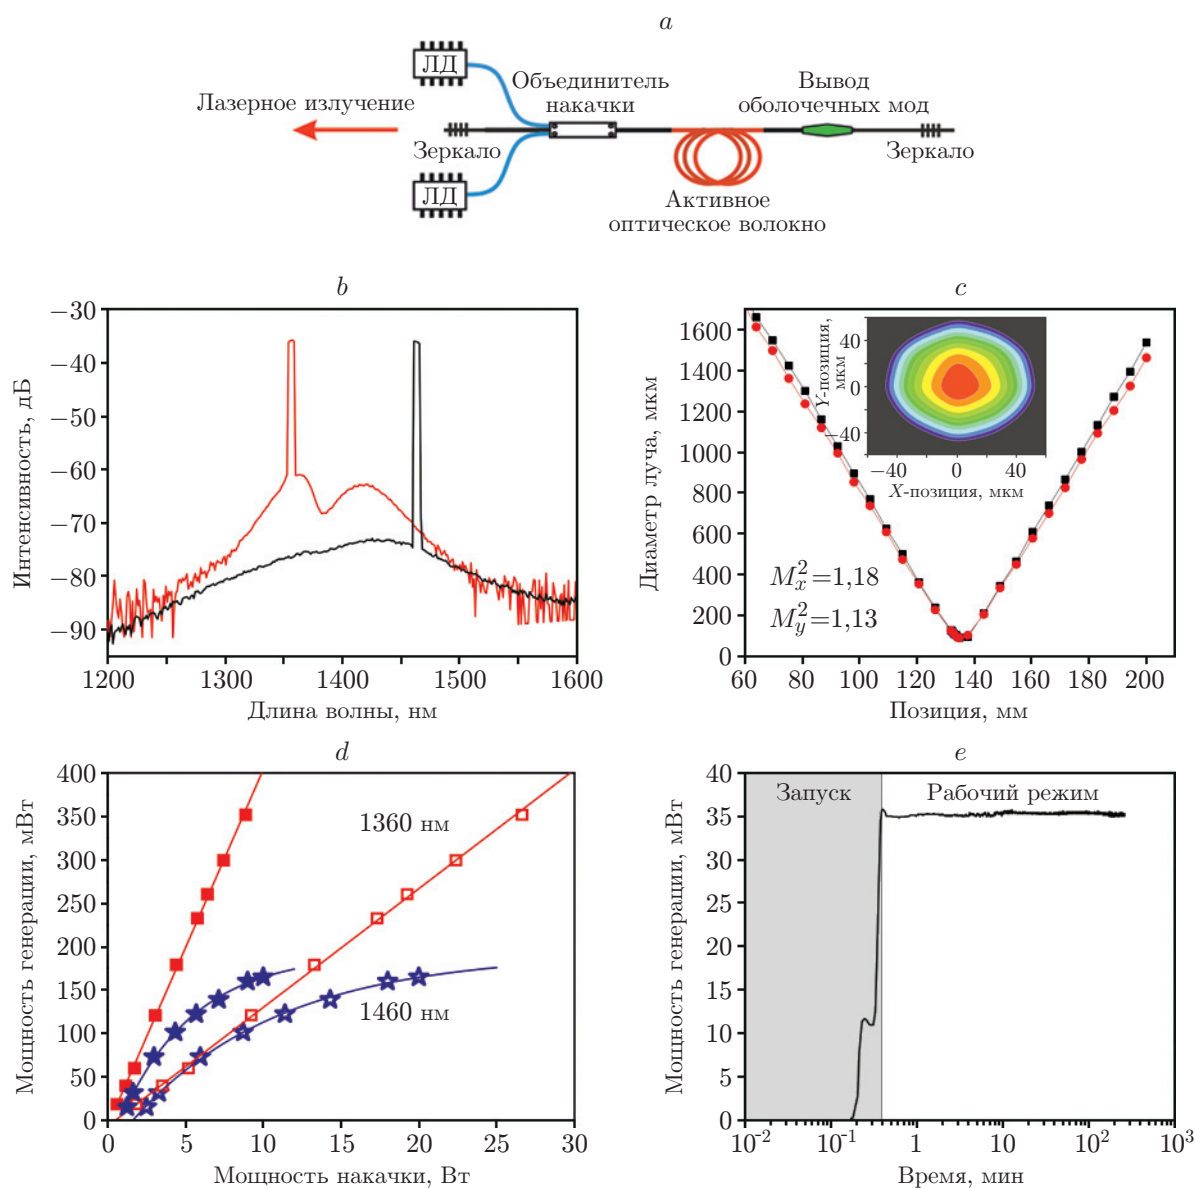 a
ЛД
Объединитель
накачки
Вывод
оболочечных мод
Лазерное излучение
Зеркало
Зеркало
ЛД
Активное
оптическое волокно
b
−30
−40
−50
−60
−70
−80
−90
Интенсивность, дБ
1200
1300
1400
1500
1600
Длина волны, нм
c
1600
1400
1200
1000
800
600
400
200
0
Диаметр луча, мкм
Y-позиция,
мкм
40
0
−40
−40
0
40
X-позиция, мкм
M²ₓ=1,18
M²ᵧ=1,13
60
80
100
120
140
160
180
200
Позиция, мм
d
400
350
300
250
200
150
100
50
0
Мощность генерации, мВт
1360 нм
1460 нм
0
5
10
15
20
25
30
Мощность накачки, Вт
e
40
35
30
25
20
15
10
5
0
Мощность генерации, мВт
Запуск
Рабочий режим
10⁻²
10⁻¹
1
10
10²
10³
Время, мин